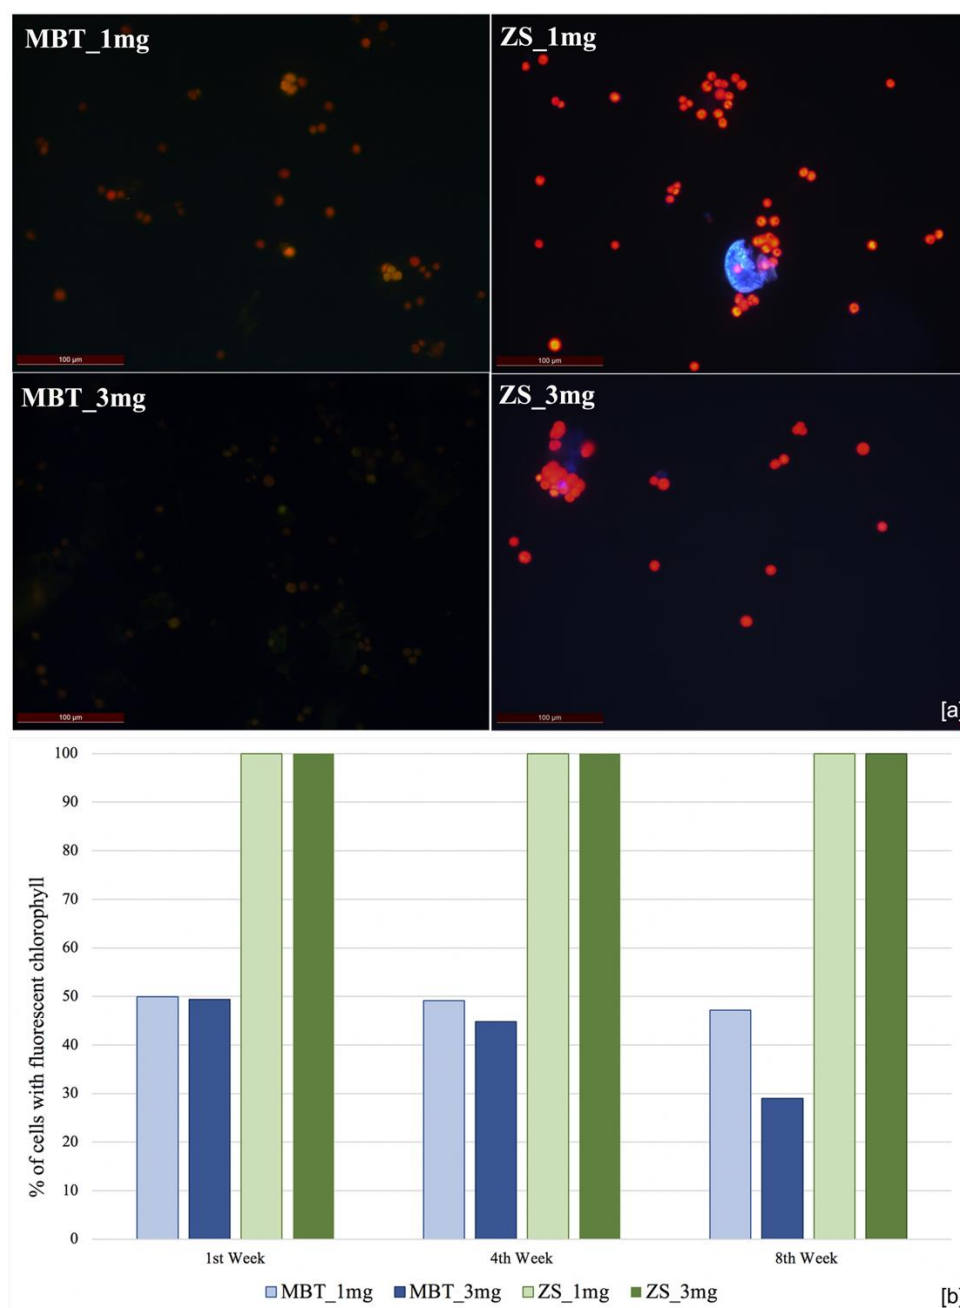 MBT_1mg
ZS_1mg
100 µm
100 µm
MBT_3mg
ZS_3mg
100 µm
100 µm
[a]
% of cells with fluorescent chlorophyll
100
90
80
70
60
50
40
30
20
10
0
1st Week 4th Week 8th Week
MBT_1mg MBT_3mg ZS_1mg ZS_3mg
[b]